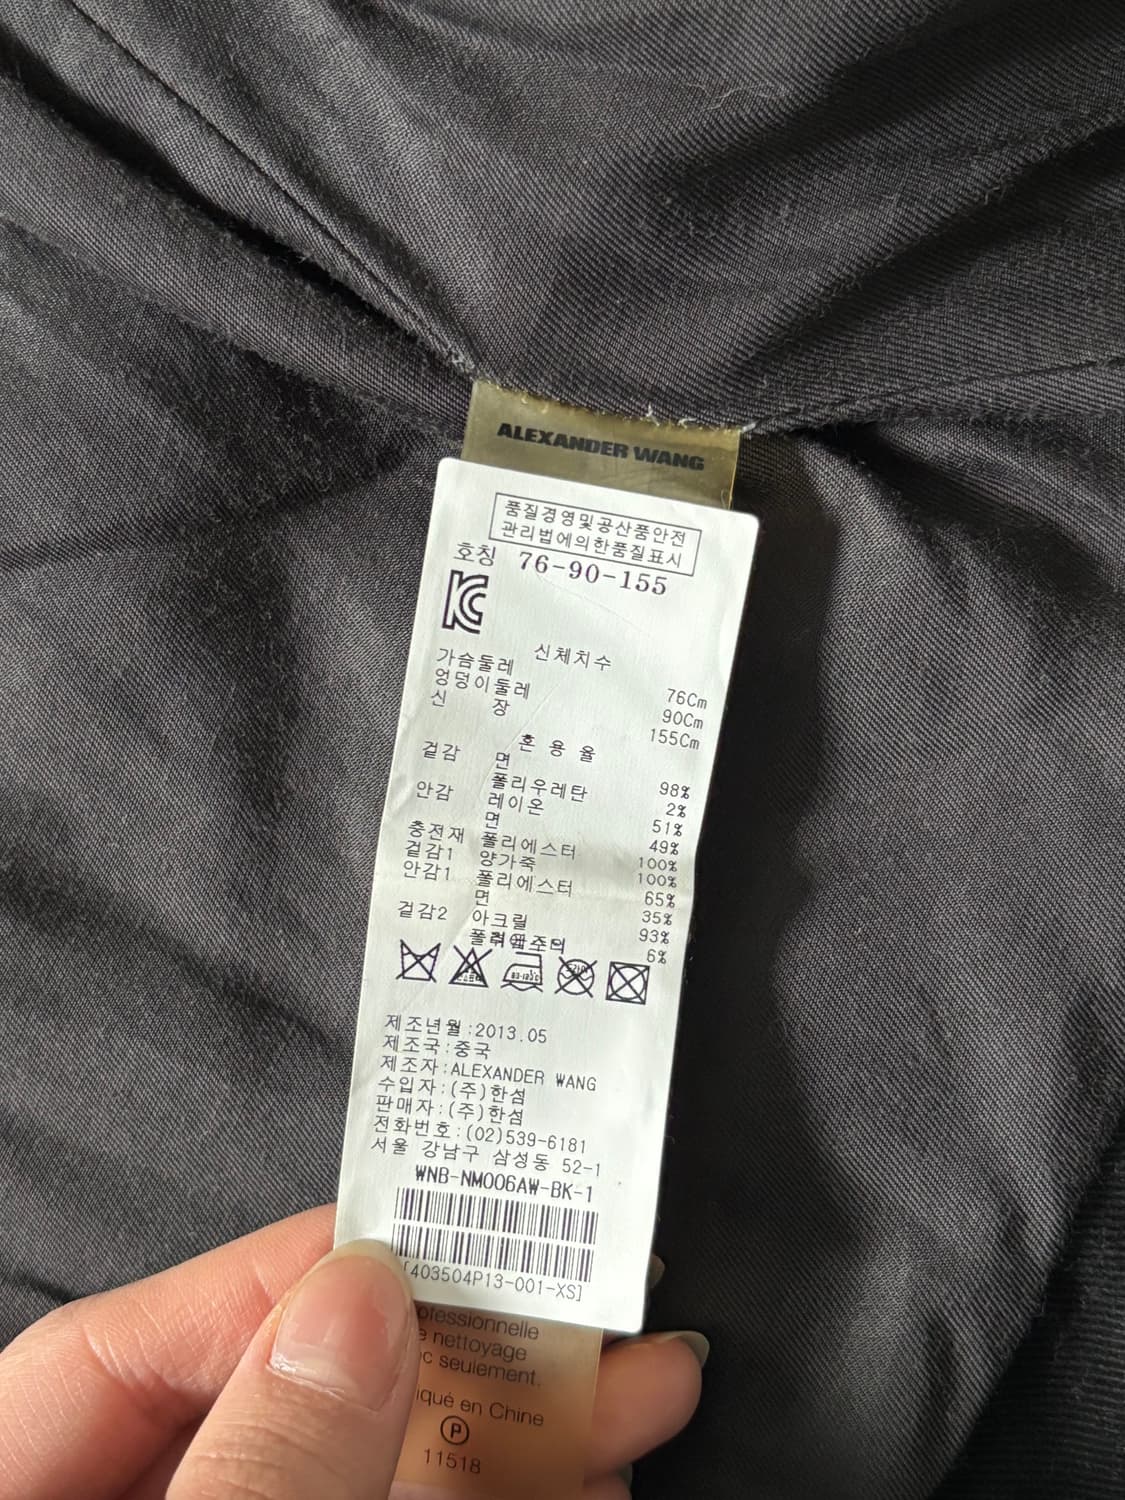 ALEXANDER WANG
품질경영및공산품안전
관리법에의한품질표시
호칭 76-90-155
신체치수
가슴둘레 76Cm
엉덩이둘레 90Cm
신 장 155Cm
혼 용 율
겉감 면 98%
폴리우레탄 2%
안감 레이온 51%
면 49%
충전재 폴리에스터 100%
겉감1 양가죽 100%
안감1 폴리에스터 65%
면 35%
겉감2 아크릴 93%
6%
제조년월:2013.05
제조국:중국
제조자:ALEXANDER WANG
수입자:(주)한섬
판매자:(주)한섬
전화번호:(02)539-6181
서울 강남구 삼성동 52-1
WNB-NM006AW-BK-1
[403504P13-001-XS]
nettoyage
seulement.
en Chine
P
11518